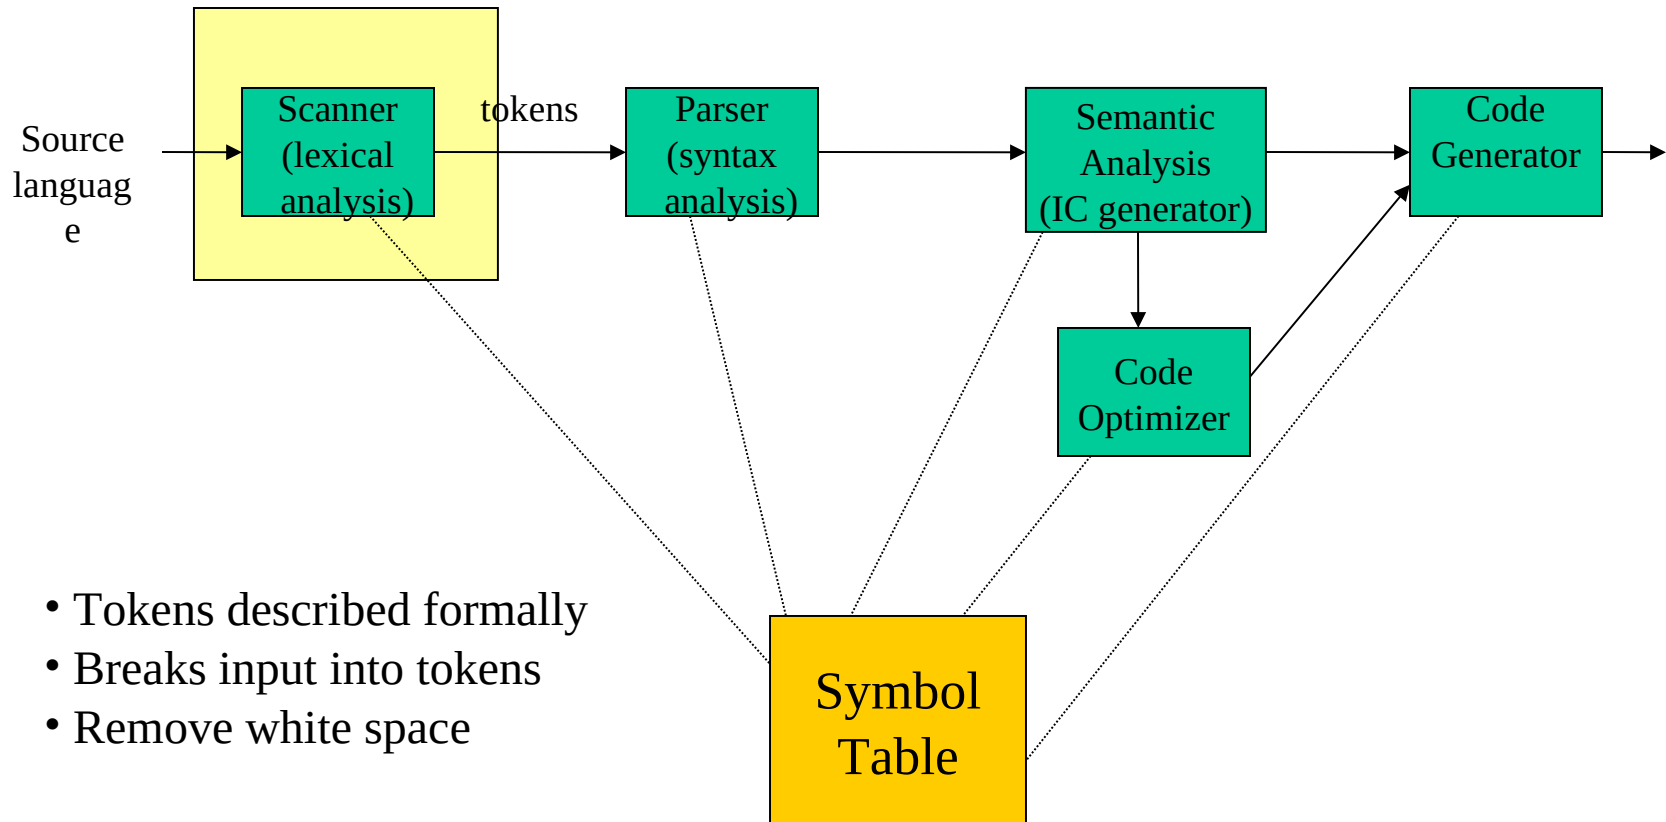 Source
languag
e
Scanner
(lexical
analysis)
tokens
Parser
(syntax
analysis)
Semantic
Analysis
(IC generator)
Code
Generator
Code
Optimizer
• Tokens described formally
• Breaks input into tokens
• Remove white space
Symbol
Table